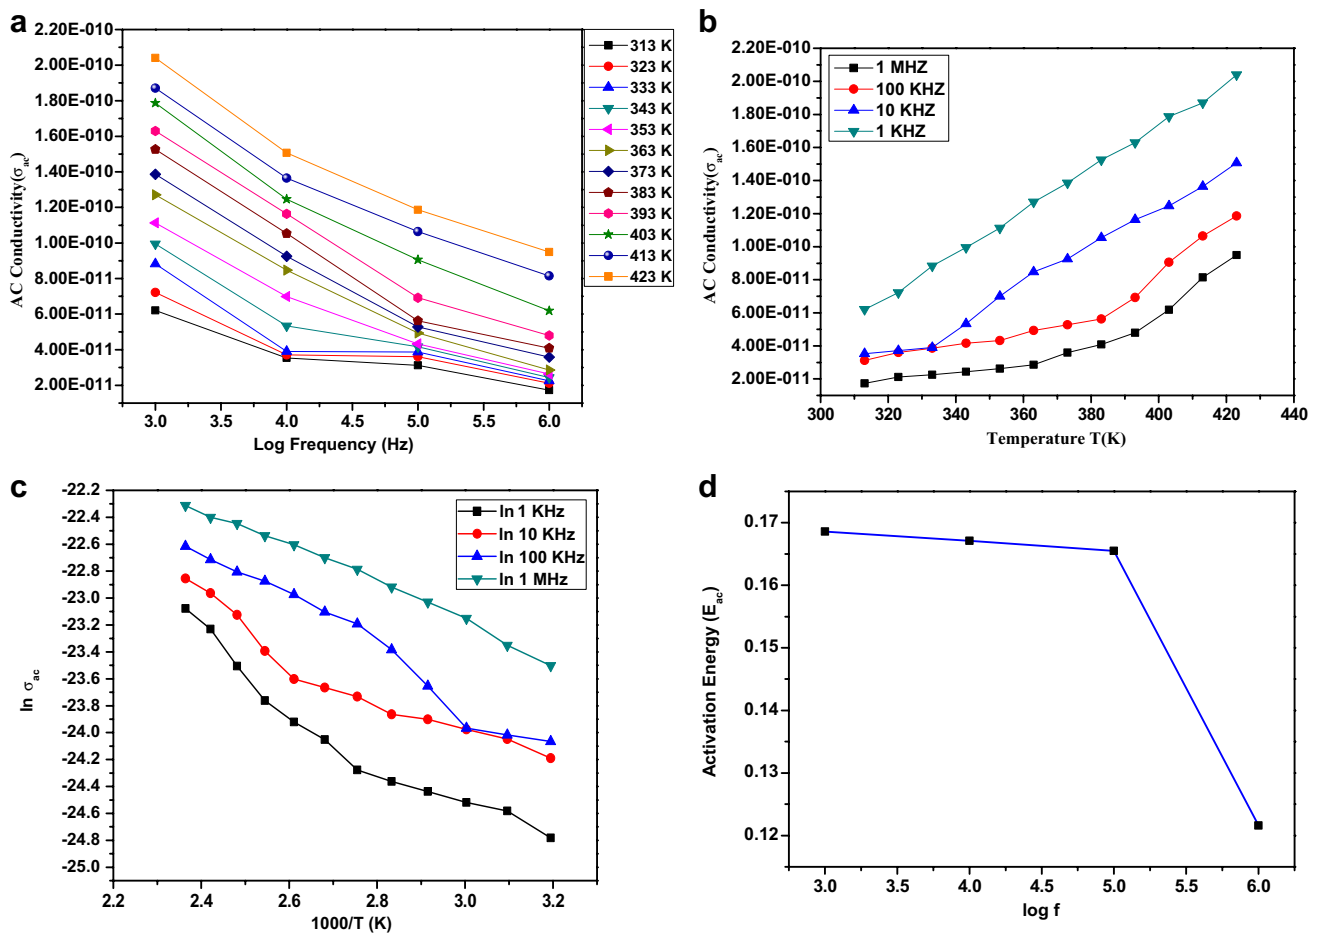 a
2.20E-010
2.00E-010
1.80E-010
1.60E-010
1.40E-010
1.20E-010
1.00E-010
8.00E-011
6.00E-011
4.00E-011
2.00E-011
AC Conductivity(σac)
3.0 3.5 4.0 4.5 5.0 5.5 6.0
Log Frequency (Hz)
313 K
323 K
333 K
343 K
353 K
363 K
373 K
383 K
393 K
403 K
413 K
423 K
b
2.20E-010
2.00E-010
1.80E-010
1.60E-010
1.40E-010
1.20E-010
1.00E-010
8.00E-011
6.00E-011
4.00E-011
2.00E-011
AC Conductivity(σac)
1 MHZ
100 KHZ
10 KHZ
1 KHZ
300 320 340 360 380 400 420 440
Temperature T(K)
c
-22.2
-22.4
-22.6
-22.8
-23.0
-23.2
-23.4
-23.6
-23.8
-24.0
-24.2
-24.4
-24.6
-24.8
-25.0
ln σac
ln 1 KHz
ln 10 KHz
ln 100 KHz
ln 1 MHz
2.2 2.4 2.6 2.8 3.0 3.2
1000/T (K)
d
0.17
0.16
0.15
0.14
0.13
0.12
Activation Energy (Eac)
3.0 3.5 4.0 4.5 5.0 5.5 6.0
log f